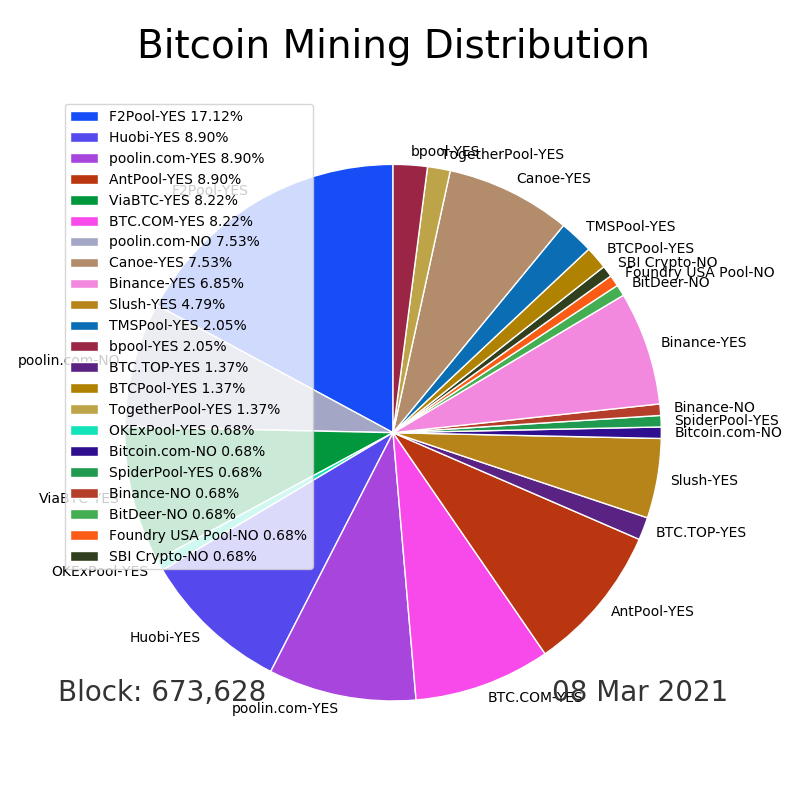 Bitcoin Mining Distribution
F2Pool-YES 17.12%
Huobi-YES 8.90%
poolin.com-YES 8.90%
AntPool-YES 8.90%
ViaBTC-YES 8.22%
BTC.COM-YES 8.22%
poolin.com-NO 7.53%
Canoe-YES 7.53%
Binance-YES 6.85%
Slush-YES 4.79%
TMSPool-YES 2.05%
bpool-YES 2.05%
BTC.TOP-YES 1.37%
BTCPool-YES 1.37%
TogetherPool-YES 1.37%
OKExPool-YES 0.68%
Bitcoin.com-NO 0.68%
SpiderPool-YES 0.68%
Binance-NO 0.68%
BitDeer-NO 0.68%
Foundry USA Pool-NO 0.68%
SBI Crypto-NO 0.68%
bpool-YES
TogetherPool-YES
Canoe-YES
TMSPool-YES
BTCPool-YES
SBI Crypto-NO
Foundry USA Pool-NO
BitDeer-NO
Binance-YES
Binance-NO
SpiderPool-YES
Bitcoin.com-NO
Slush-YES
BTC.TOP-YES
AntPool-YES
BTC.COM-YES
poolin.com-YES
Huobi-YES
OKExPool-YES
ViaBTC-YES
poolin.com-NO
F2Pool-YES
Block: 673,628
08 Mar 2021